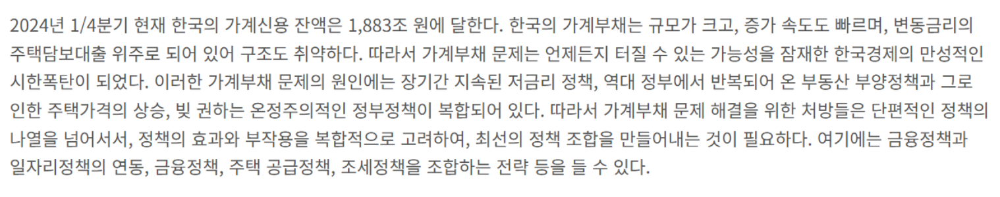 2024년 1/4분기 현재 한국의 가계신용 잔액은 1,883조 원에 달한다. 한국의 가계부채는 규모가 크고, 증가 속도도 빠르며, 변동금리의
주택담보대출 위주로 되어 있어 구조도 취약하다. 따라서 가계부채 문제는 언제든지 터질 수 있는 가능성을 잠재한 한국경제의 만성적인
시한폭탄이 되었다. 이러한 가계부채 문제의 원인에는 장기간 지속된 저금리 정책, 역대 정부에서 반복되어 온 부동산 부양정책과 그로
인한 주택가격의 상승, 빚 권하는 온정주의적인 정부정책이 복합되어 있다. 따라서 가계부채 문제 해결을 위한 처방들은 단편적인 정책의
나열을 넘어서서, 정책의 효과와 부작용을 복합적으로 고려하여, 최선의 정책 조합을 만들어내는 것이 필요하다. 여기에는 금융정책과
일자리정책의 연동, 금융정책, 주택 공급정책, 조세정책을 조합하는 전략 등을 들 수 있다.